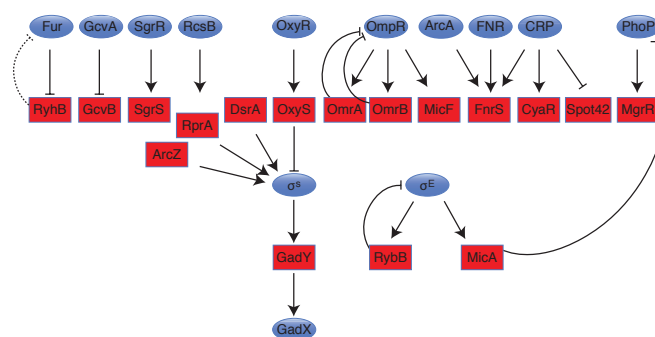 Fur GcvA SgrR RcsB OxyR OmpR ArcA FNR CRP PhoP
RyhB GcvB SgrS DsrA OxyS OmrA OmrB MicF FnrS CyaR Spot42 MgrR
RprA
ArcZ
σs σE
GadY RybB MicA
GadX